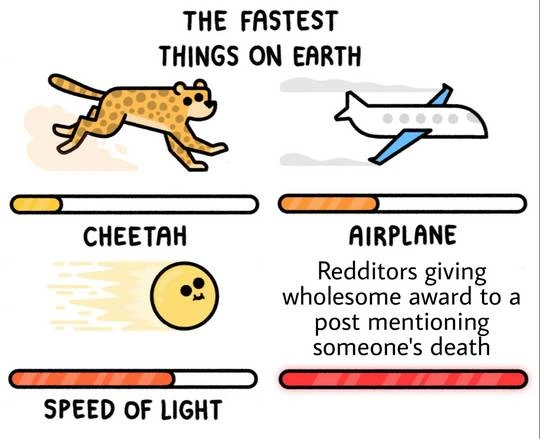 THE FASTEST
THINGS ON EARTH
CHEETAH
AIRPLANE
Redditors giving
wholesome award to a
post mentioning
someone's death
SPEED OF LIGHT